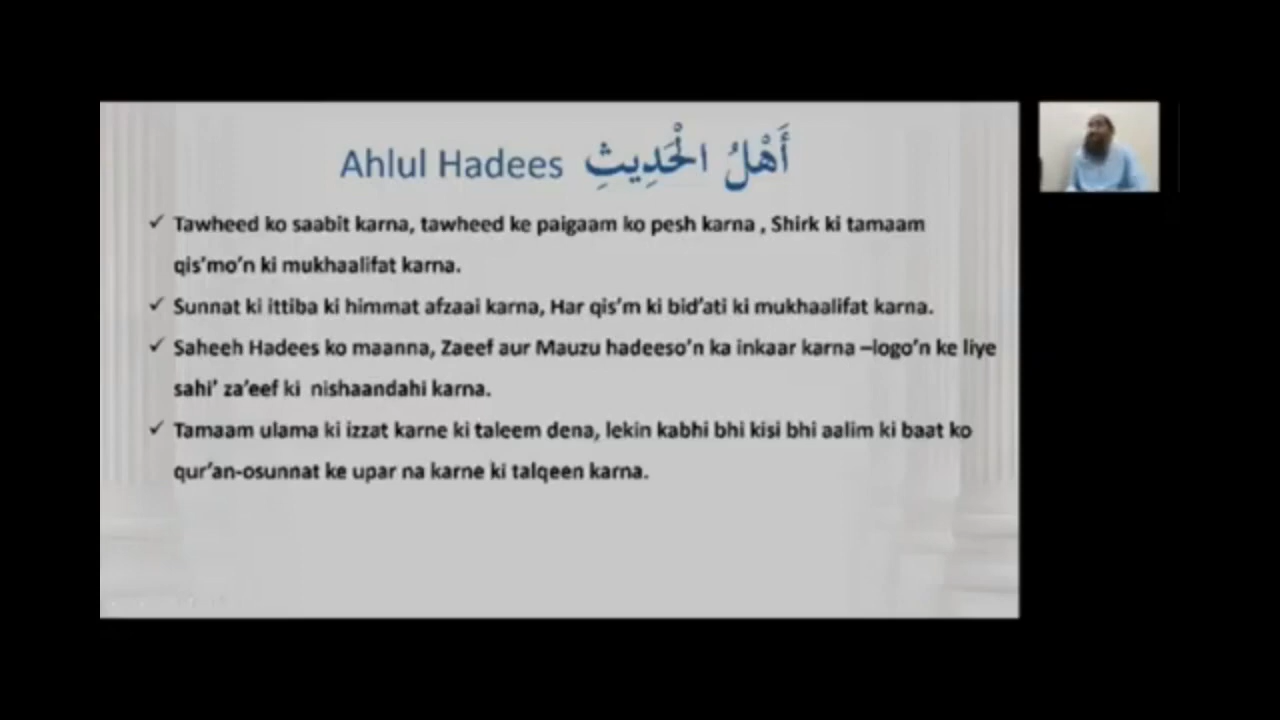 Ahlul Hadees أَهْلُ الْحَدِيثِ
✓ Tawheed ko saabit karna, tawheed ke paigaam ko pesh karna , Shirk ki tamaam
qis'mo'n ki mukhaalifat karna.
✓ Sunnat ki ittiba ki himmat afzaai karna, Har qis'm ki bid'ati ki mukhaalifat karna.
✓ Saheeh Hadees ko maanna, Zaeef aur Mauzu hadeeso'n ka inkaar karna –logo'n ke liye
sahi' za'eef ki nishaandahi karna.
✓ Tamaam ulama ki izzat karne ki taleem dena, lekin kabhi bhi kisi bhi aalim ki baat ko
qur'an-osunnat ke upar na karne ki talqeen karna.